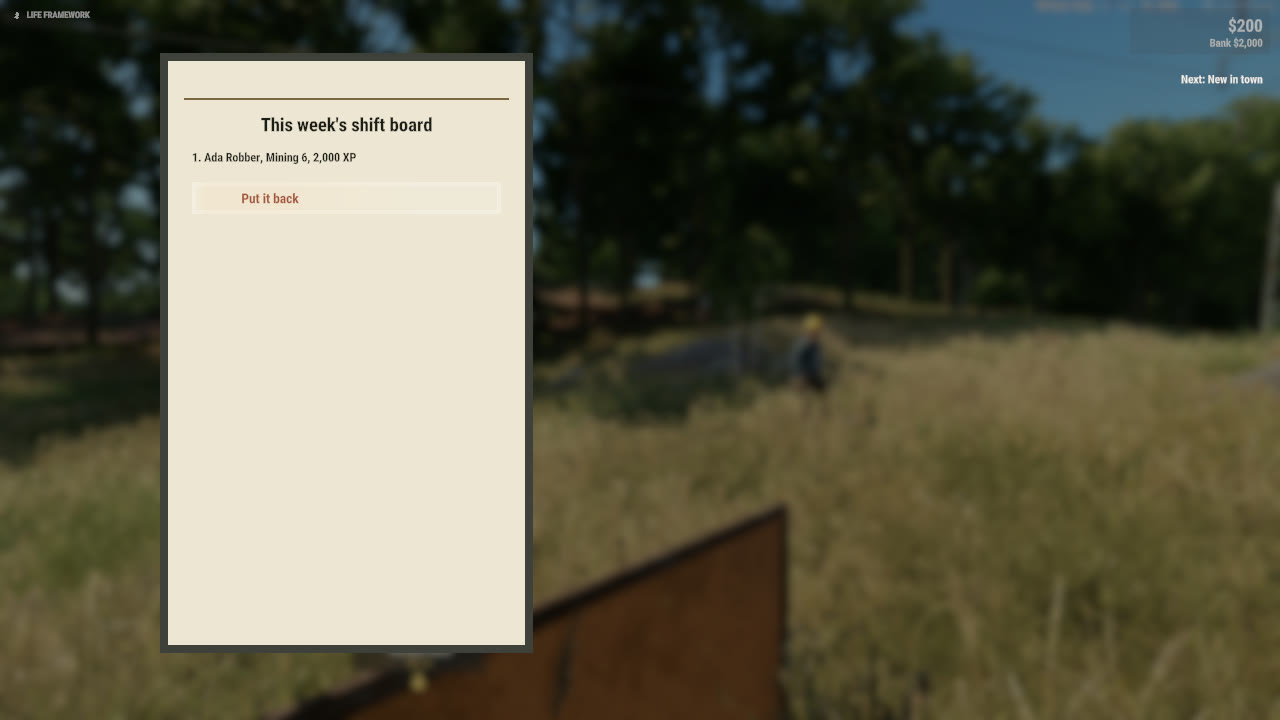 LIFE FRAMEWORK
$200
Bank $2,000
Next: New in town
This week's shift board
1. Ada Robber, Mining 6, 2,000 XP
Put it back